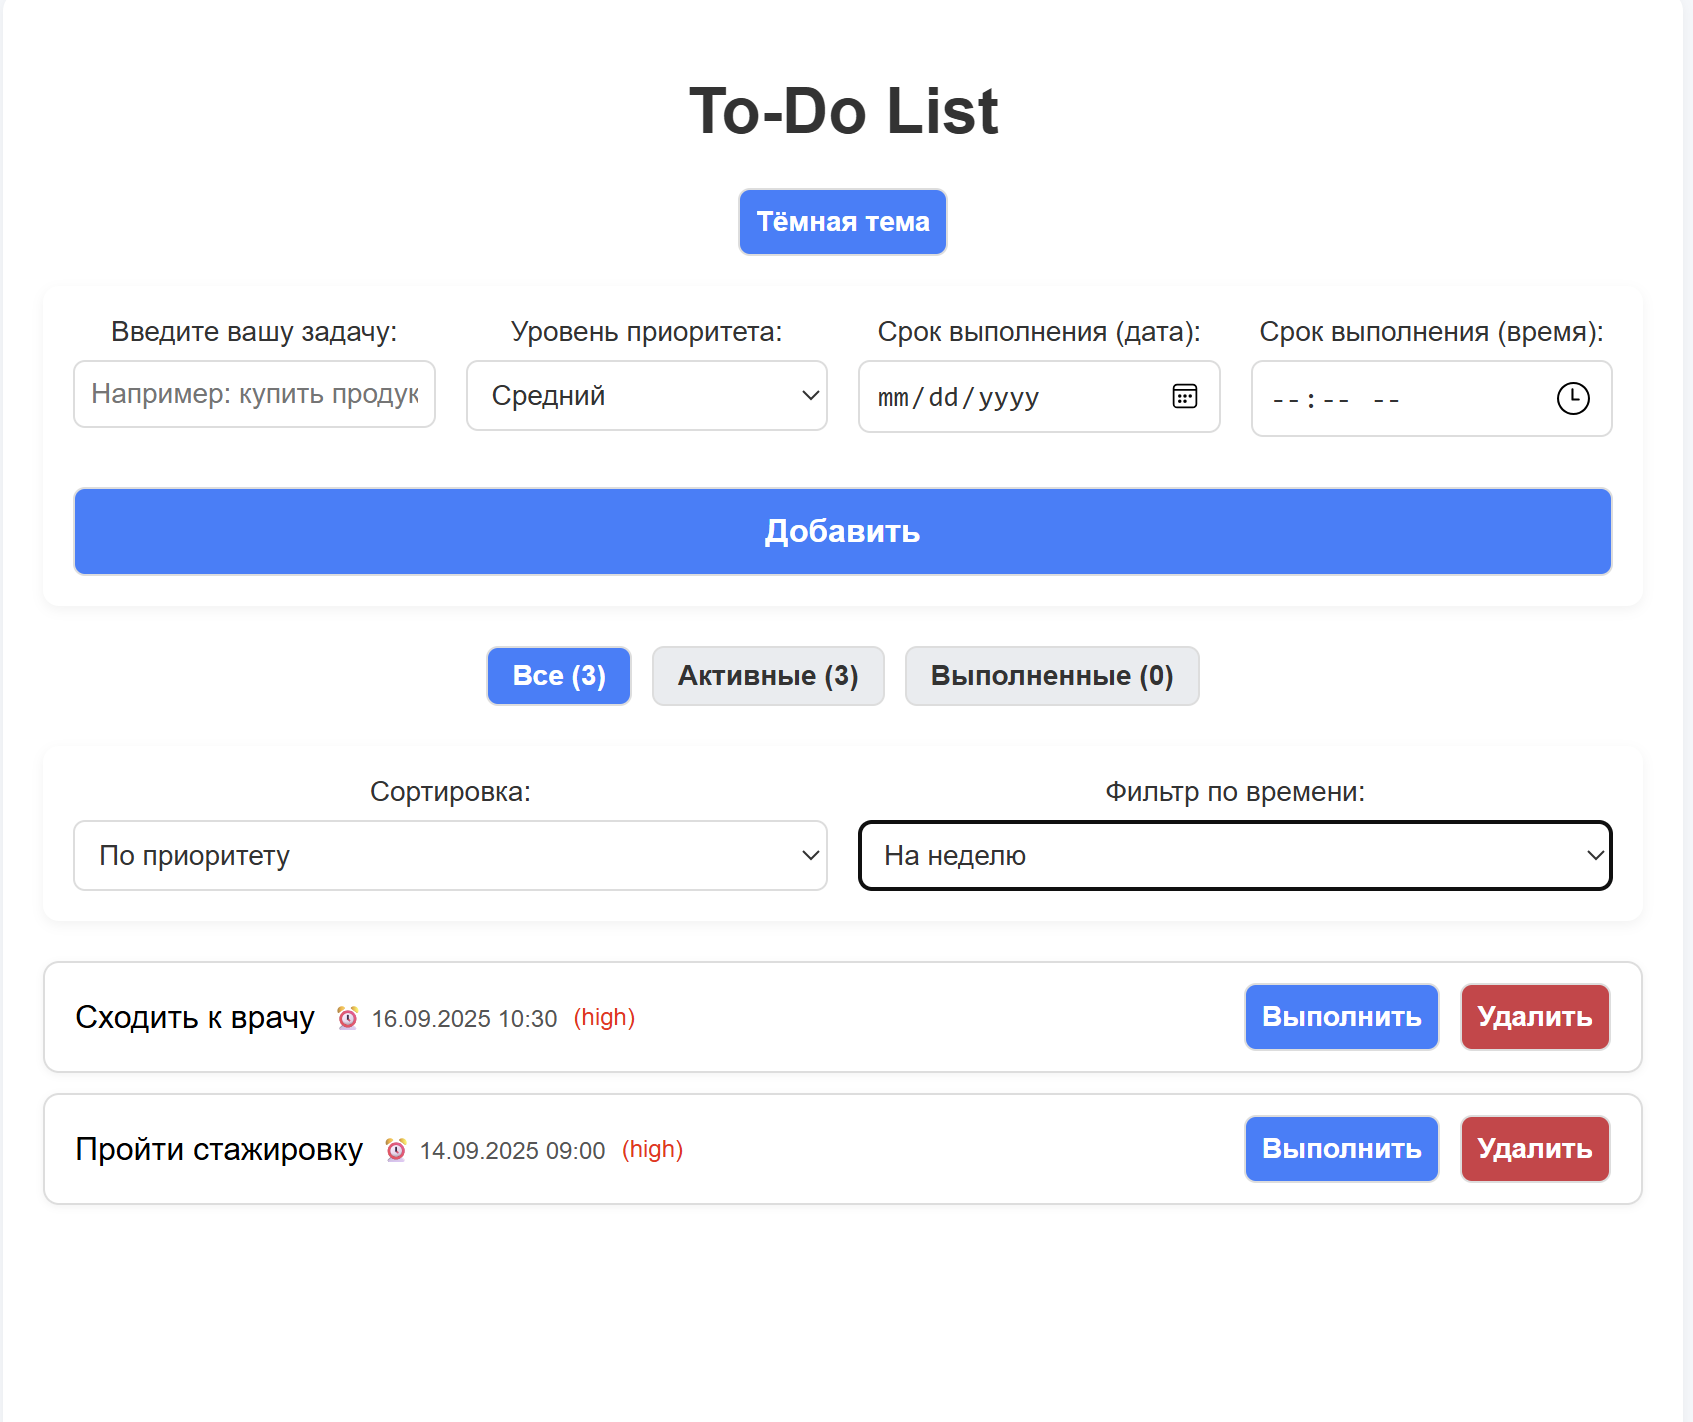 To-Do List
Тёмная тема
Введите вашу задачу: Уровень приоритета: Срок выполнения (дата): Срок выполнения (время):
Например: купить продук Средний mm/dd/yyyy --:-- --
Добавить
Все (3) Активные (3) Выполненные (0)
Сортировка: Фильтр по времени:
По приоритету На неделю
Сходить к врачу ⏰ 16.09.2025 10:30 (high) Выполнить Удалить
Пройти стажировку ⏰ 14.09.2025 09:00 (high) Выполнить Удалить